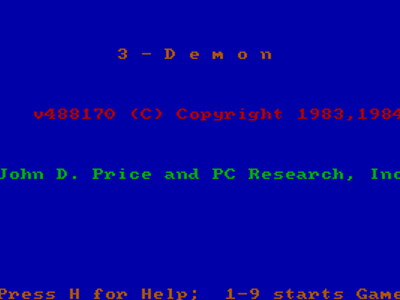 3 - D e m o n
v488170 (C) Copyright 1983,1984
John D. Price and PC Research, Inc
Press H for Help;  1-9 starts Game